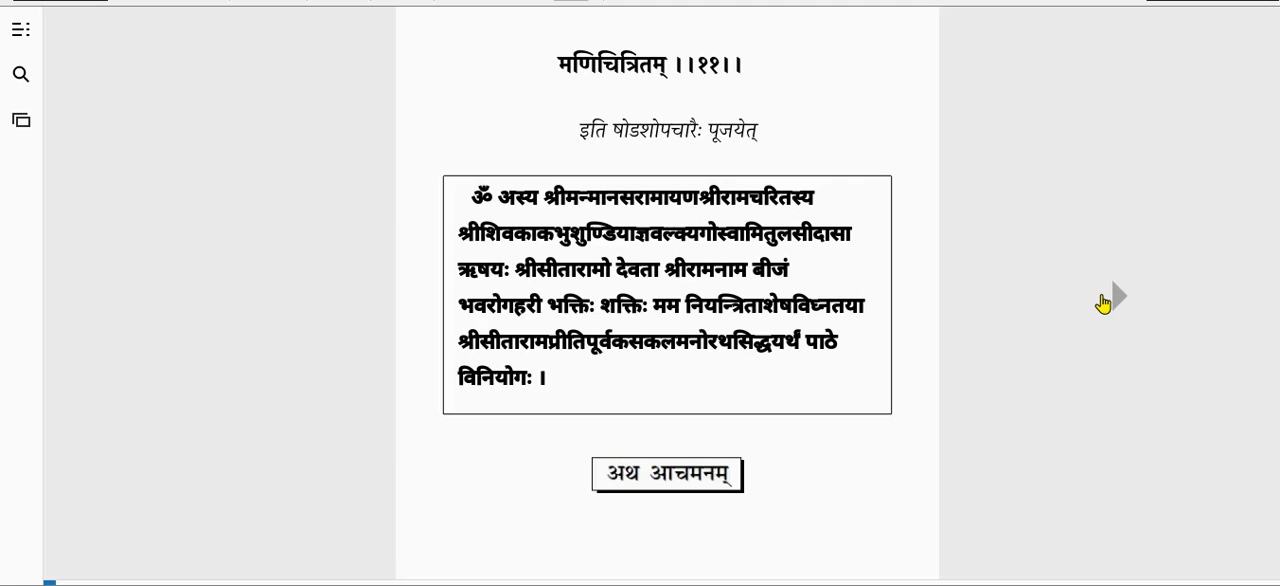 मणिचित्रितम् ।।११।।
इति षोडशोपचारैः पूजयेत्
ॐ अस्य श्रीमन्मानसरामायणश्रीरामचरितस्य
श्रीशिवकाकभुशुण्डियाज्ञवल्क्यगोस्वामितुलसीदासा
ऋषयः श्रीसीतारामो देवता श्रीरामनाम बीजं
भवरोगहरी भक्तिः शक्तिः मम नियन्त्रिताशेषविघ्नतया
श्रीसीतारामप्रीतिपूर्वकसकलमनोरथसिद्धयर्थं पाठे
विनियोगः ।
अथ आचमनम्